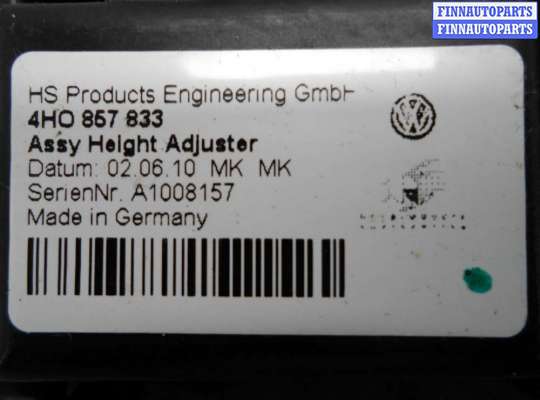 FINNAUTOPARTS
FINNAUTOPARTS
HS Products Engineering GmbH
4HO 857 833
Assy Height Adjuster
Datum: 02.06.10 MK MK
SerienNr. A1008157
Made in Germany